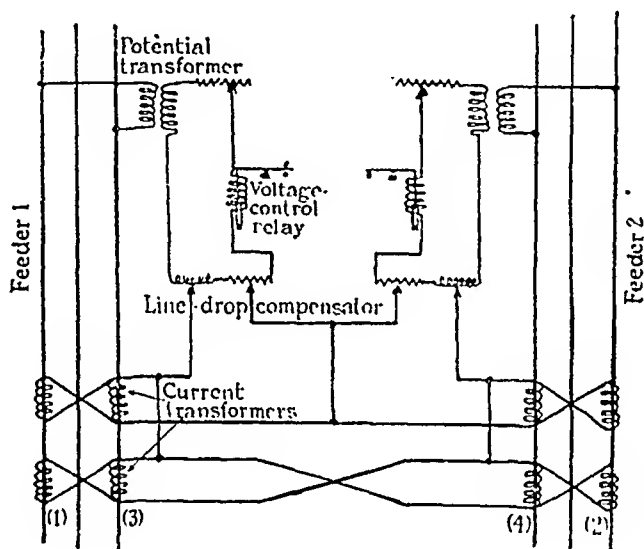 Potential
transformer
Voltage-
control
relay
Feeder 1
Feeder 2
Line-drop compensator
Current
transformers
(1)
(3)
(4)
(2)